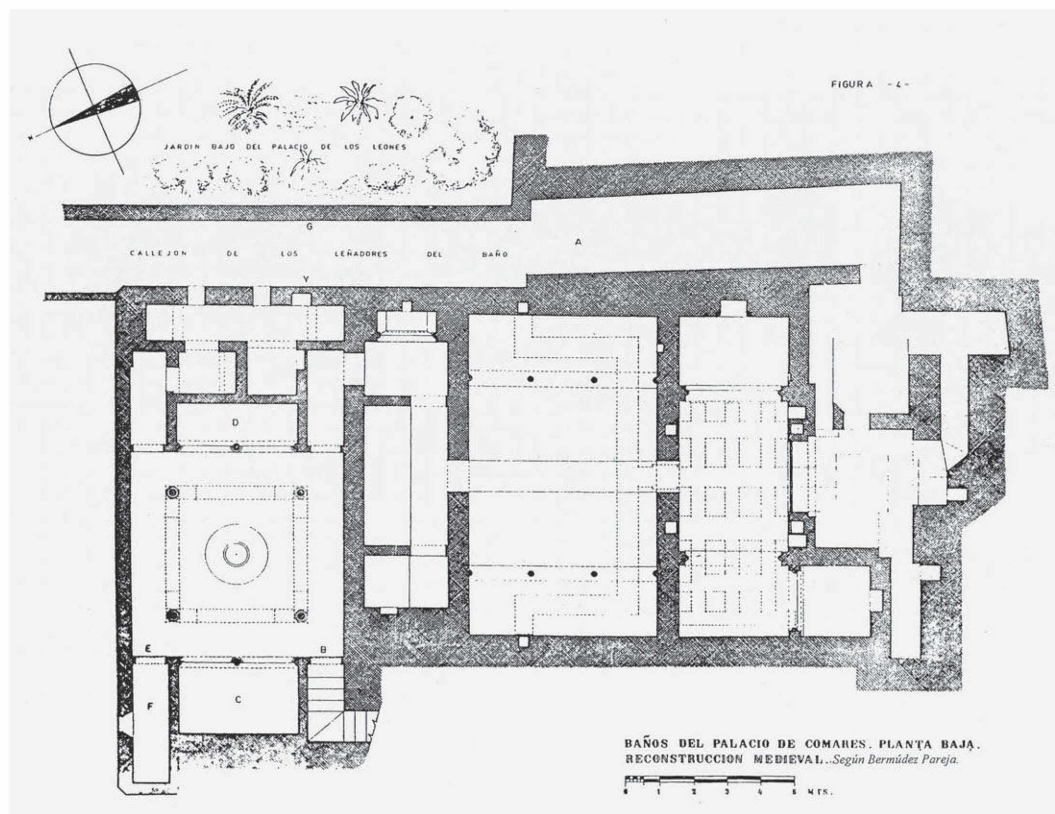 FIGURA -4-
N
JARDIN BAJO DEL PALACIO DE LOS LEONES
G
A
CALLEJON DE LOS LEÑADORES DEL BAÑO
Y
D
E
B
F
C
BAÑOS DEL PALACIO DE COMARES. PLANTA BAJA.
RECONSTRUCCION MEDIEVAL..Según Bermúdez Pareja.
0 1 2 3 4 5 MTS.